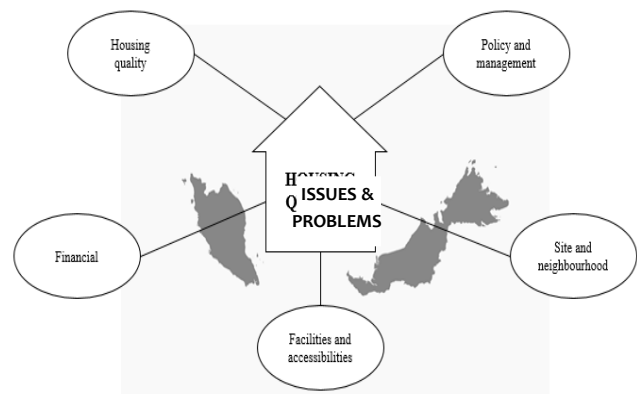 Housing
quality
Policy and
management
ISSUES &
PROBLEMS
Financial
Site and
neighbourhood
Facilities and
accessibilities